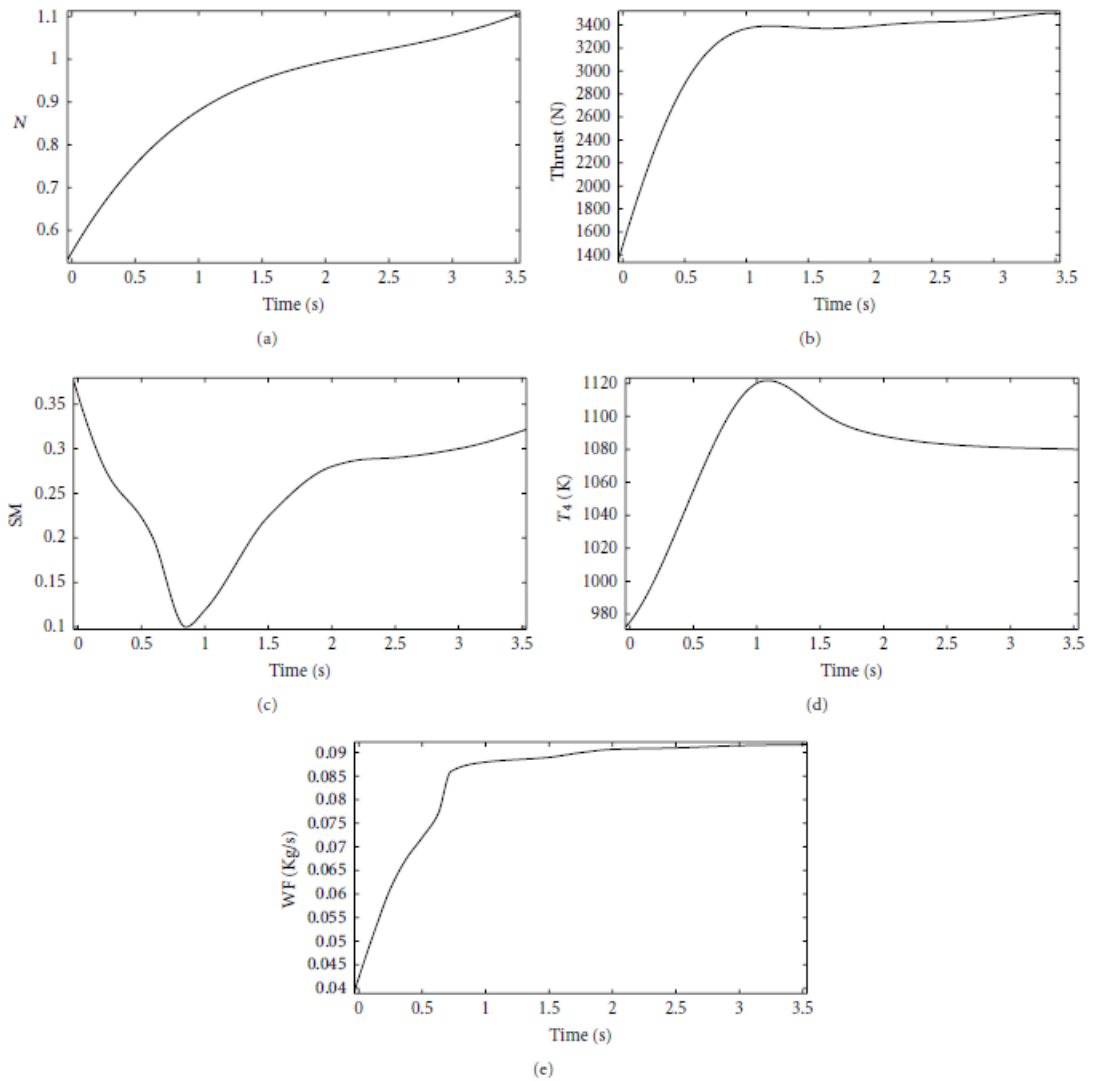 1.1
1
0.9
0.8
0.7
0.6
N
0 0.5 1 1.5 2 2.5 3 3.5
Time (s)
(a)
3400
3200
3000
2800
2600
2400
2200
2000
1800
1600
1400
Thrust (N)
0 0.5 1 1.5 2 2.5 3 3.5
Time (s)
(b)
0.35
0.3
0.25
0.2
0.15
0.1
SM
0 0.5 1 1.5 2 2.5 3 3.5
Time (s)
(c)
1120
1100
1080
1060
1040
1020
1000
980
T4 (K)
0 0.5 1 1.5 2 2.5 3 3.5
Time (s)
(d)
0.09
0.085
0.08
0.075
0.07
0.065
0.06
0.055
0.05
0.045
0.04
WF (Kg/s)
0 0.5 1 1.5 2 2.5 3 3.5
Time (s)
(e)